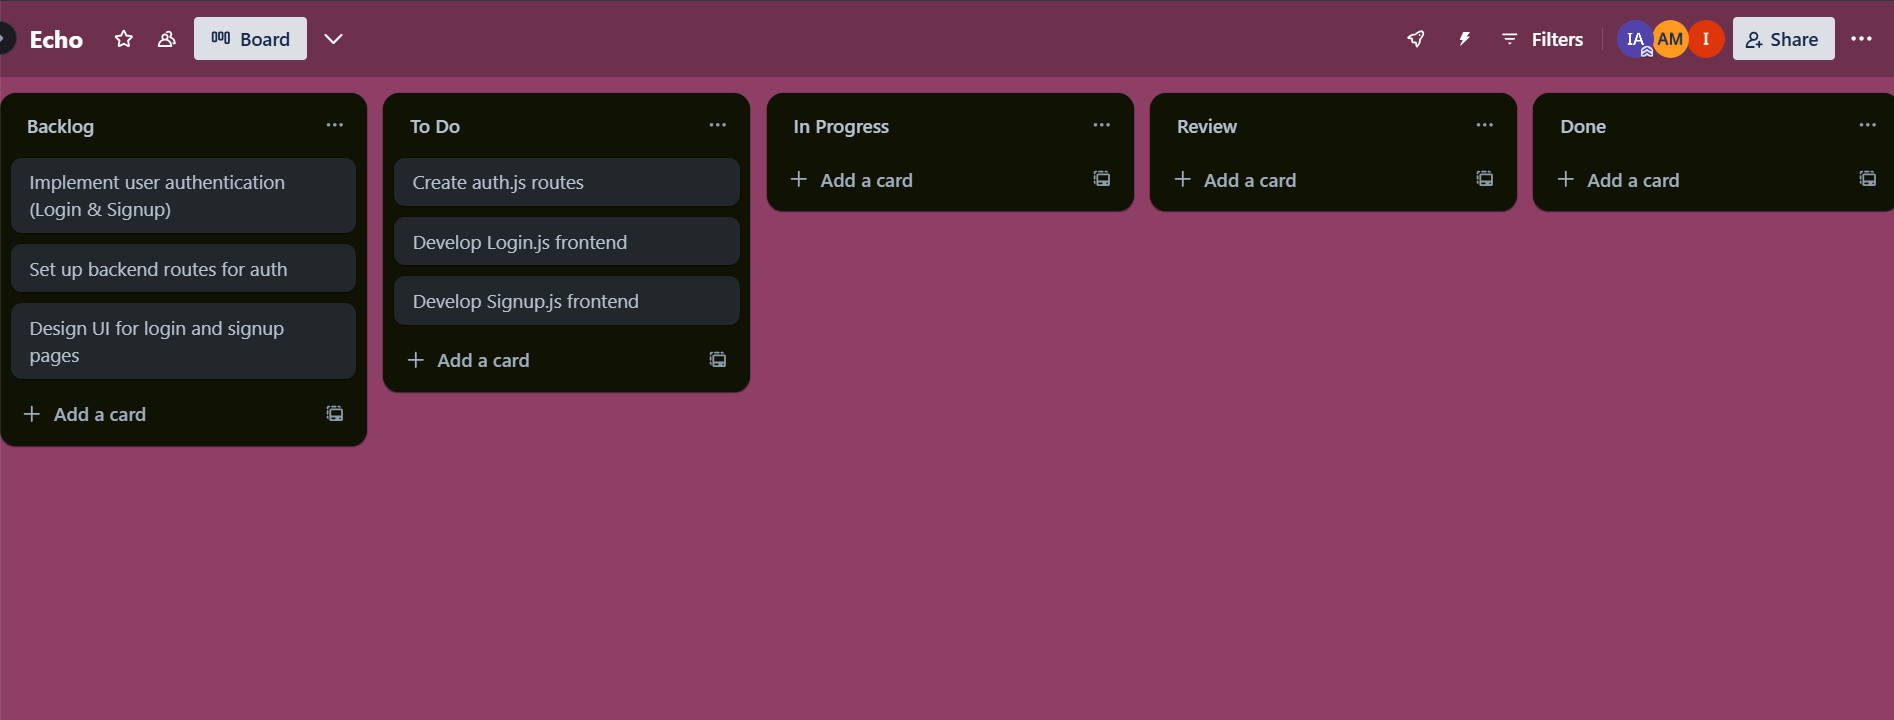 Echo
Board
Filters
IA
AM
I
Share
Backlog
Implement user authentication
(Login & Signup)
Set up backend routes for auth
Design UI for login and signup
pages
Add a card
To Do
Create auth.js routes
Develop Login.js frontend
Develop Signup.js frontend
Add a card
In Progress
Add a card
Review
Add a card
Done
Add a card